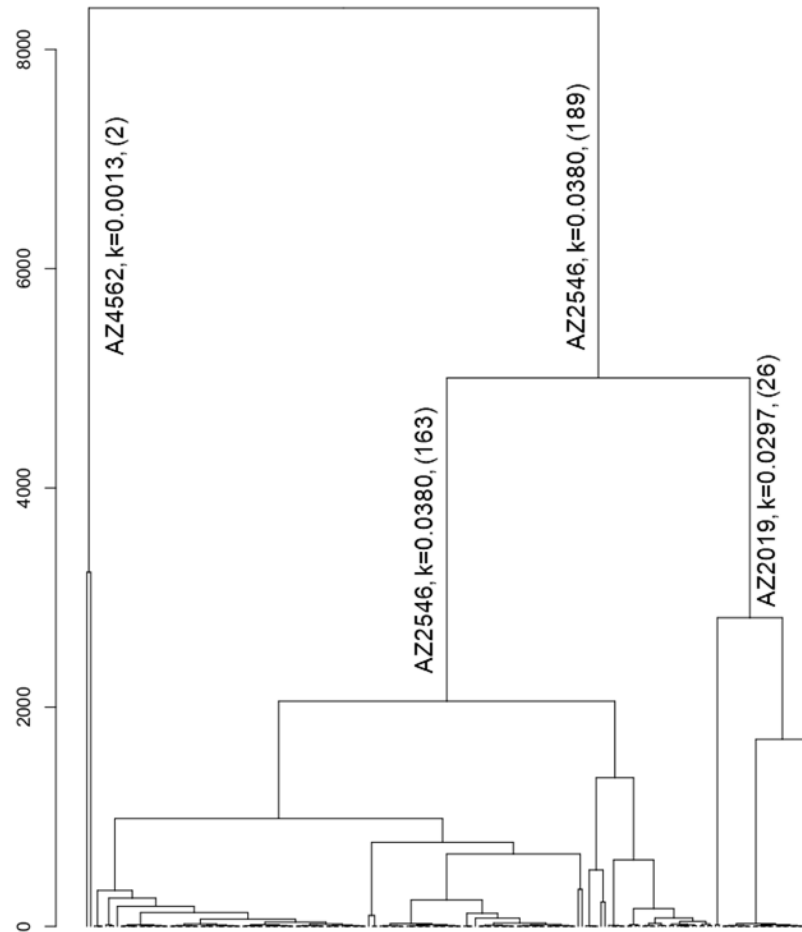 8000
6000
4000
2000
0
AZ4562, k=0.0013, (2)
AZ2546, k=0.0380, (189)
AZ2546, k=0.0380, (163)
AZ2019, k=0.0297, (26)